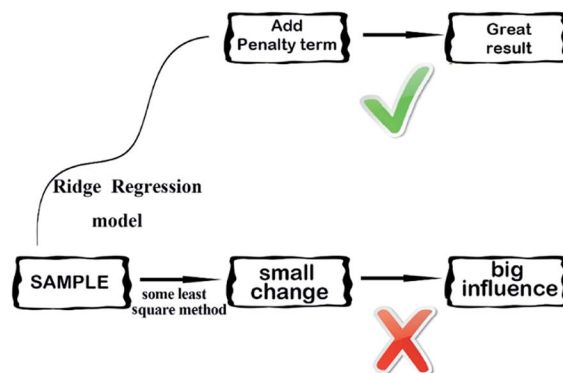 Add
Penalty term
Great
result
Ridge Regression
model
SAMPLE
some least
square method
small
change
big
influence